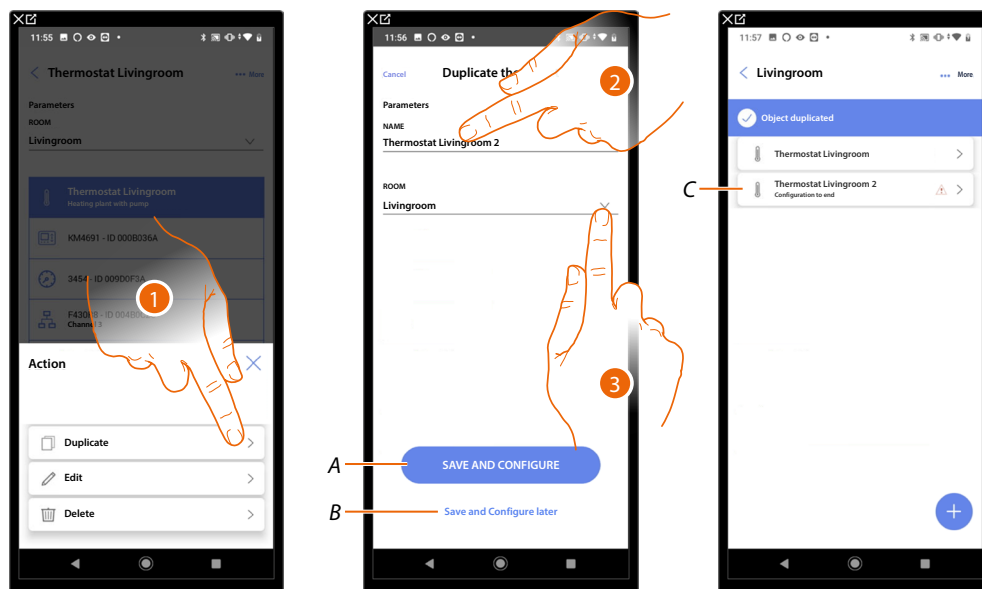 11:55
Thermostat Livingroom
More
Parameters
ROOM
Livingroom
Thermostat Livingroom
Heating plant with pump
KM4691 - ID 000B036A
3454 - ID 009D0F3A
Channel 3
1
Action
Duplicate
Edit
Delete
11:56
Cancel
Duplicate the
2
Parameters
NAME
Thermostat Livingroom 2
ROOM
Livingroom
3
A
SAVE AND CONFIGURE
B
Save and Configure later
11:57
Livingroom
More
Object duplicated
Thermostat Livingroom
C
Thermostat Livingroom 2
Configuration to end